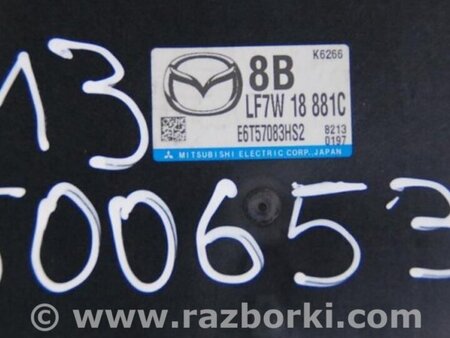 K6266
8B
LF7W 18 881C
E6T57083HS2 8213
0197
MITSUBISHI ELECTRIC CORP., JAPAN
13
500653
© www.razborki.com